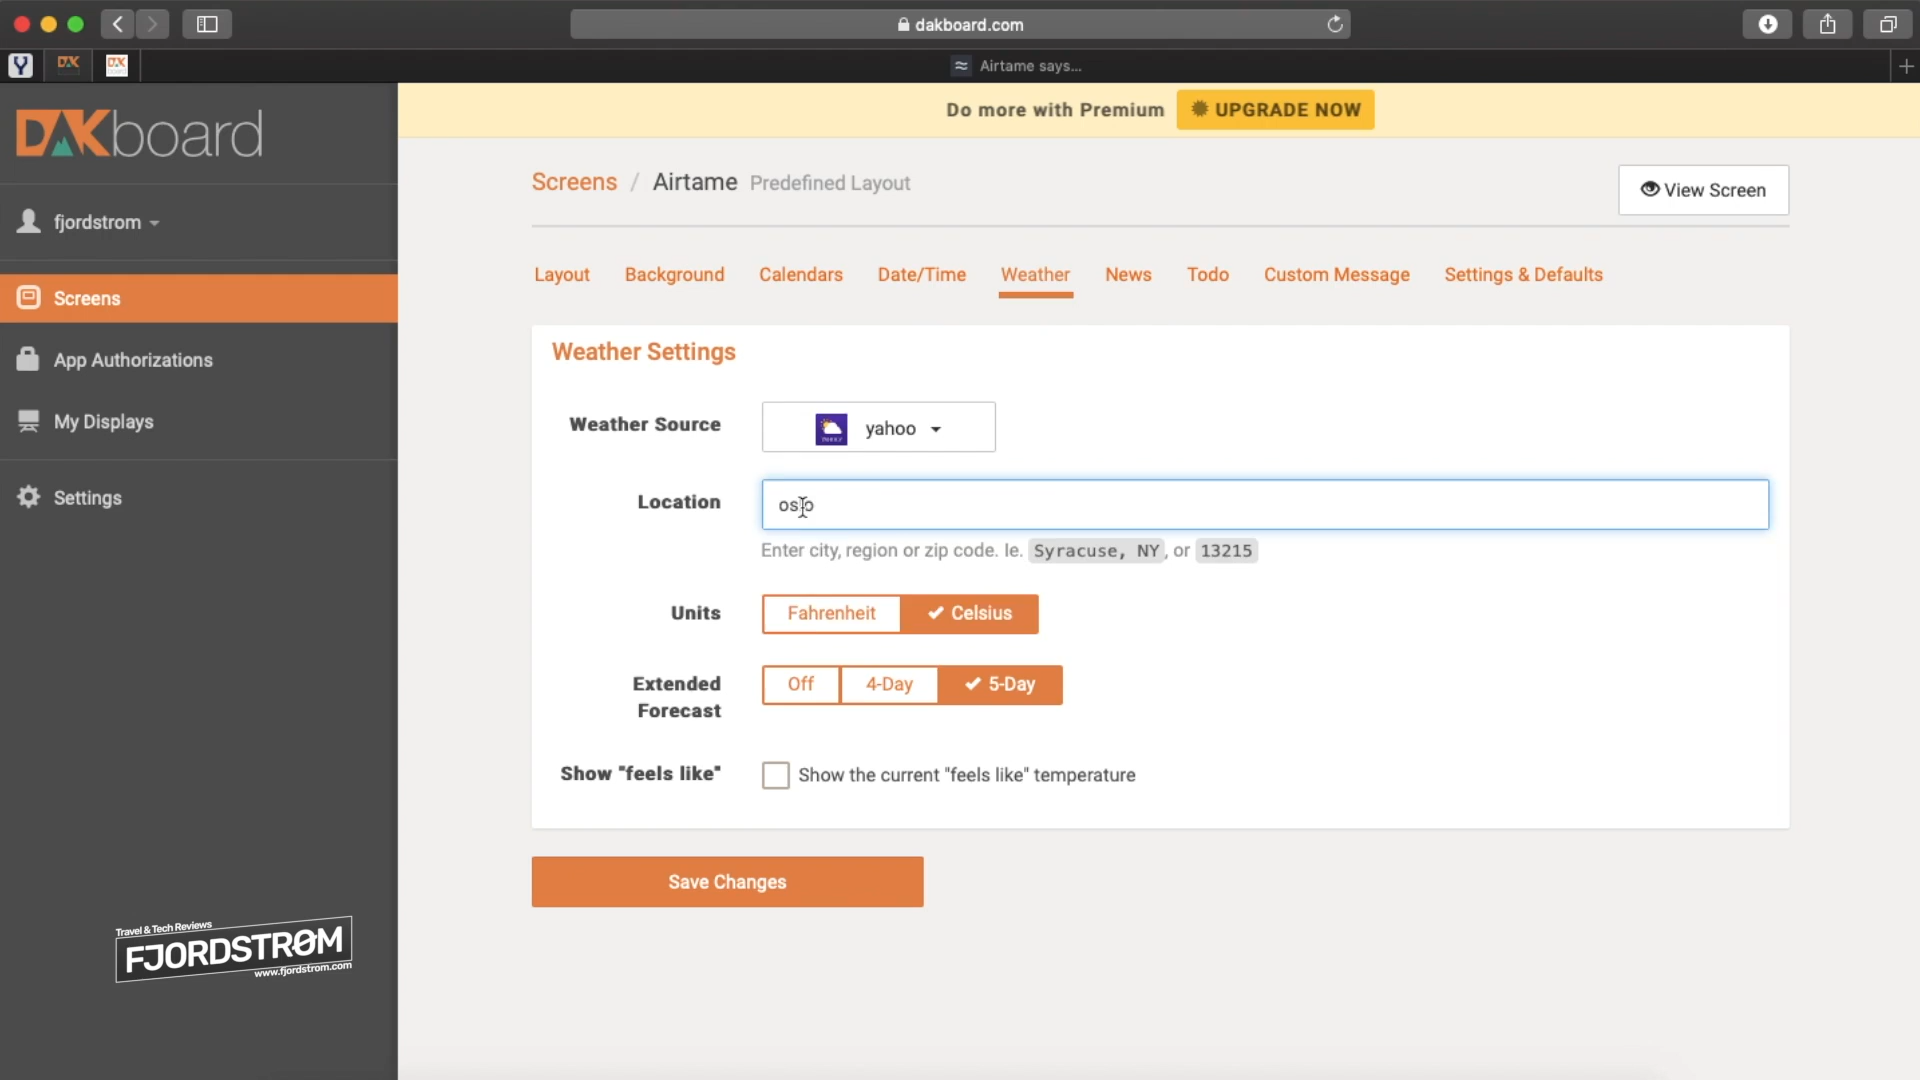 dakboard.com
DAK
DAK
Airtame says...
DAKboard
Do more with Premium
UPGRADE NOW
fjordstrom
Screens / Airtame Predefined Layout
View Screen
Layout
Background
Calendars
Date/Time
Weather
News
Todo
Custom Message
Settings & Defaults
Screens
App Authorizations
My Displays
Settings
Weather Settings
Weather Source
yahoo
Location
oslo
Enter city, region or zip code. Ie. Syracuse, NY, or 13215
Units
Fahrenheit
Celsius
Extended
Forecast
Off
4-Day
5-Day
Show "feels like"
Show the current "feels like" temperature
Save Changes
Travel & Tech Reviews
FJORDSTRØM
www.fjordstrom.com